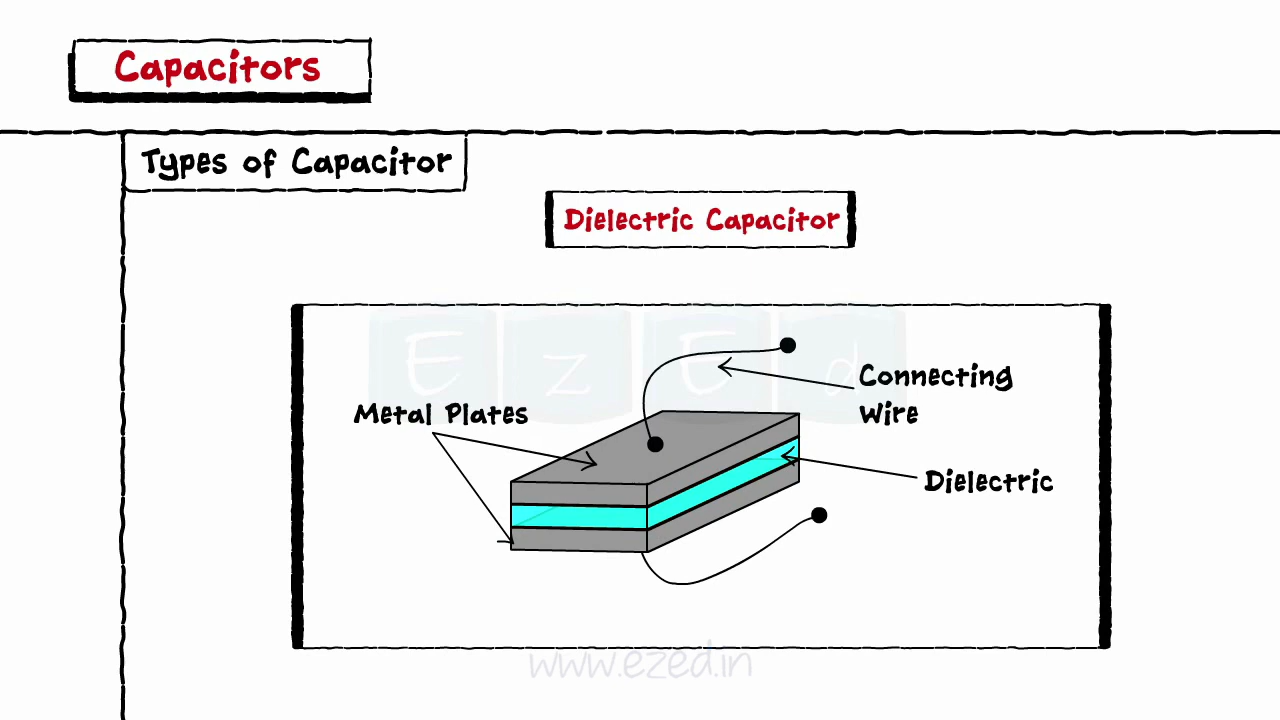 Capacitors
Types of Capacitor
Dielectric Capacitor
E z E d
Connecting
Wire
Metal Plates
Dielectric
www.ezed.in